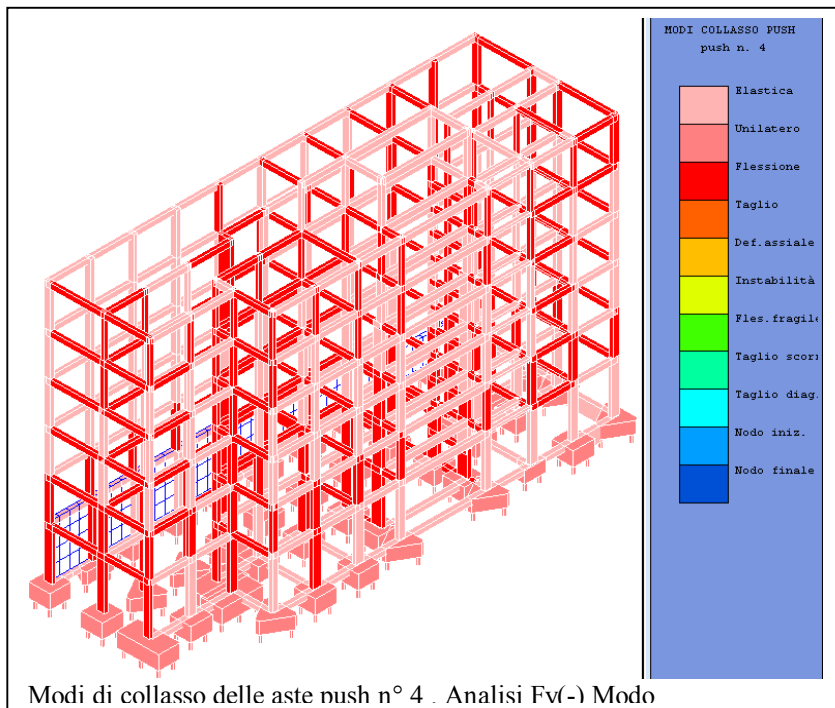 MODI COLLASSO PUSH
push n. 4
Elastica
Unilatero
Flessione
Taglio
Def.assiale
Instabilità
Fles.fragile
Taglio scor
Taglio diag.
Nodo iniz.
Nodo finale
Modi di collasso delle aste push n° 4 . Analisi Fy(-) Modo